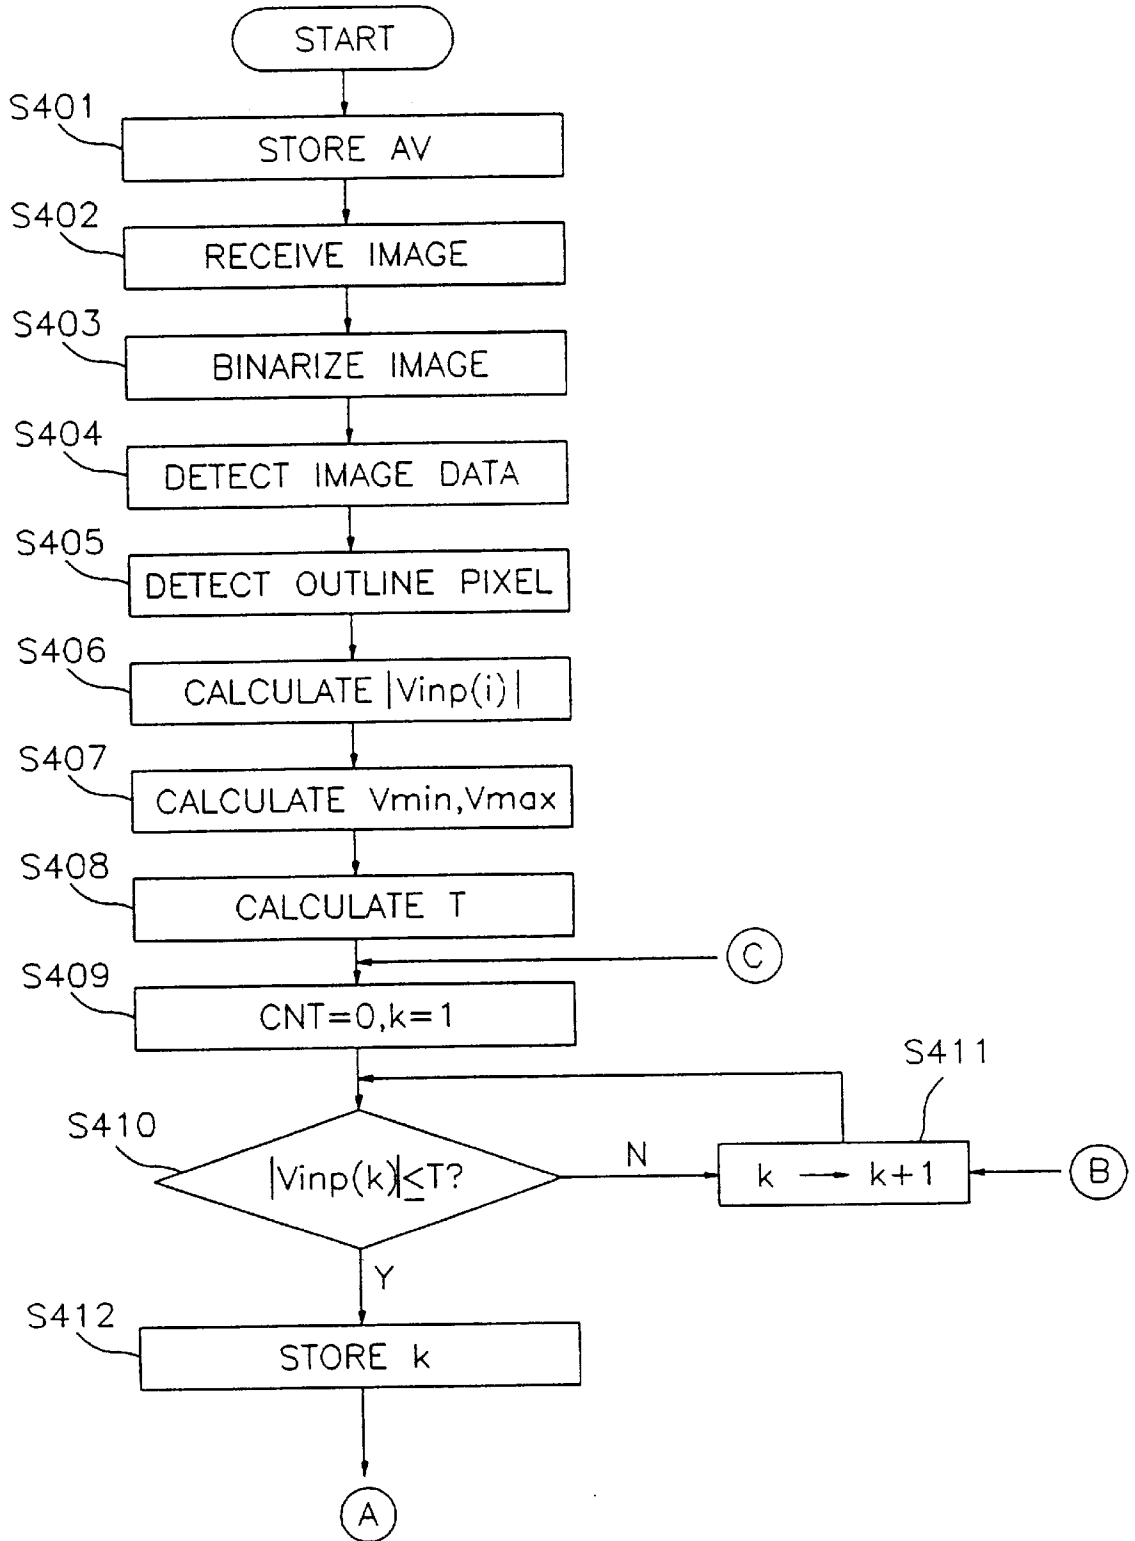 START
S401
STORE AV
S402
RECEIVE IMAGE
S403
BINARIZE IMAGE
S404
DETECT IMAGE DATA
S405
DETECT OUTLINE PIXEL
S406
CALCULATE |Vinp(i)|
S407
CALCULATE Vmin,Vmax
S408
CALCULATE T
C
S409
CNT=0,k=1
S411
S410
|Vinp(k)|≤T?
N
k → k+1
B
Y
S412
STORE k
A